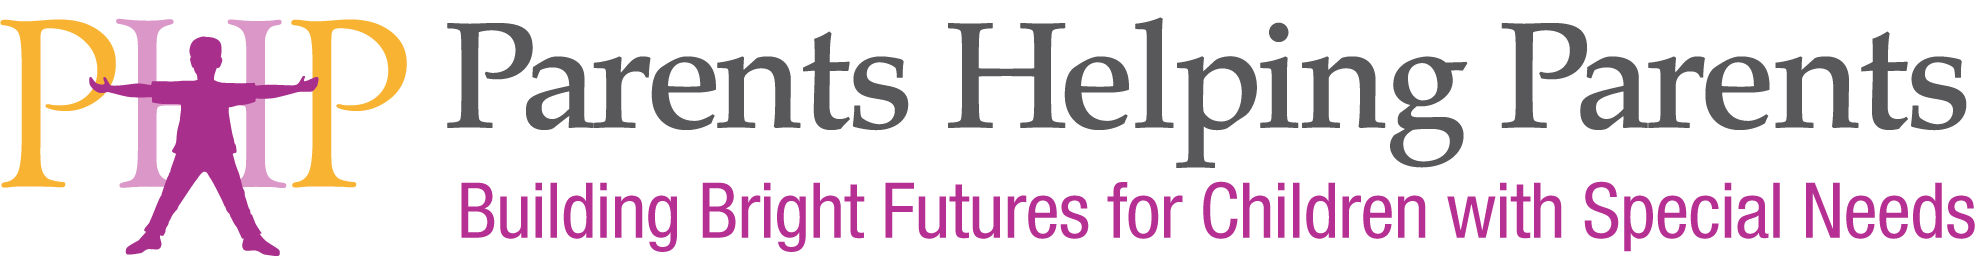 PHP
Parents Helping Parents
Building Bright Futures for Children with Special Needs